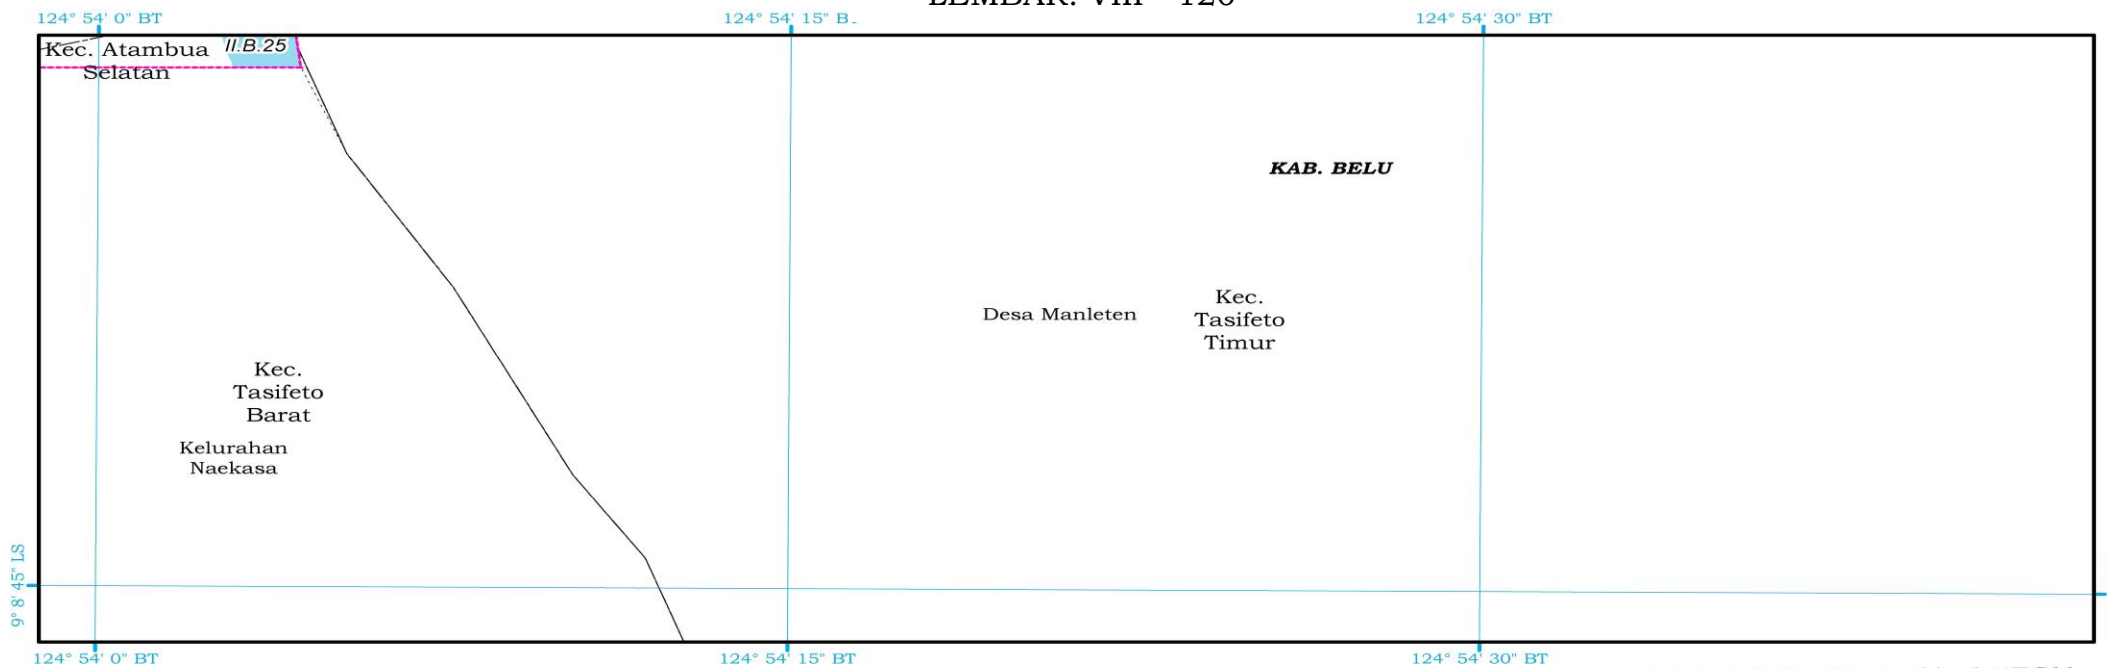 124° 54' 0" BT
124° 54' 15" B
124° 54' 30" BT
Kec. Atambua
Selatan
II.B.25
KAB. BELU
Desa Manleten
Kec.
Tasifeto
Timur
Kec.
Tasifeto
Barat
Kelurahan
Naekasa
9° 8' 45" LS
124° 54' 0" BT
124° 54' 15" BT
124° 54' 30" BT